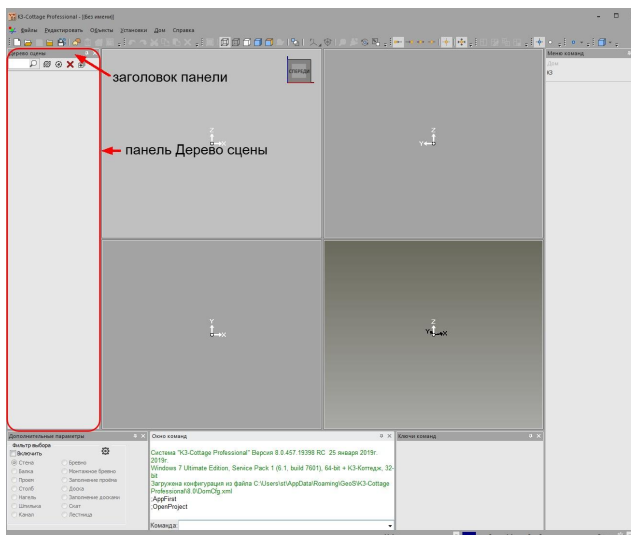 K3-Cottage Professional - [Без имени]
Файлы Редактировать Объекты Установки Дом Справка
Дерево сцены
заголовок панели
СПЕРЕДИ
Меню команд
Дом
К3
панель Дерево сцены
Z
X
Z
Y
Y
X
Z
Y
X
Дополнительные параметры
Фильтр выбора
Включить
Стена
Бревно
Балка
Монтажное бревно
Проем
Заполнение проёма
Столб
Доска
Нагель
Заполнение досками
Шпилька
Скат
Канал
Лестница
Окно команд
Система "K3-Cottage Professional" Версия 8.0.457.19398 RC 25 января 2019г.
2019г.
Windows 7 Ultimate Edition, Service Pack 1 (6.1, build 7601), 64-bit + К3-Коттедж, 32-
bit
Загружена конфигурация из файла C:\Users\st\AppData\Roaming\GeoS\K3-Cottage
Professional\8.0\DomCfg.xml
;AppFirst
;OpenProject
Команда:
Ключи команд